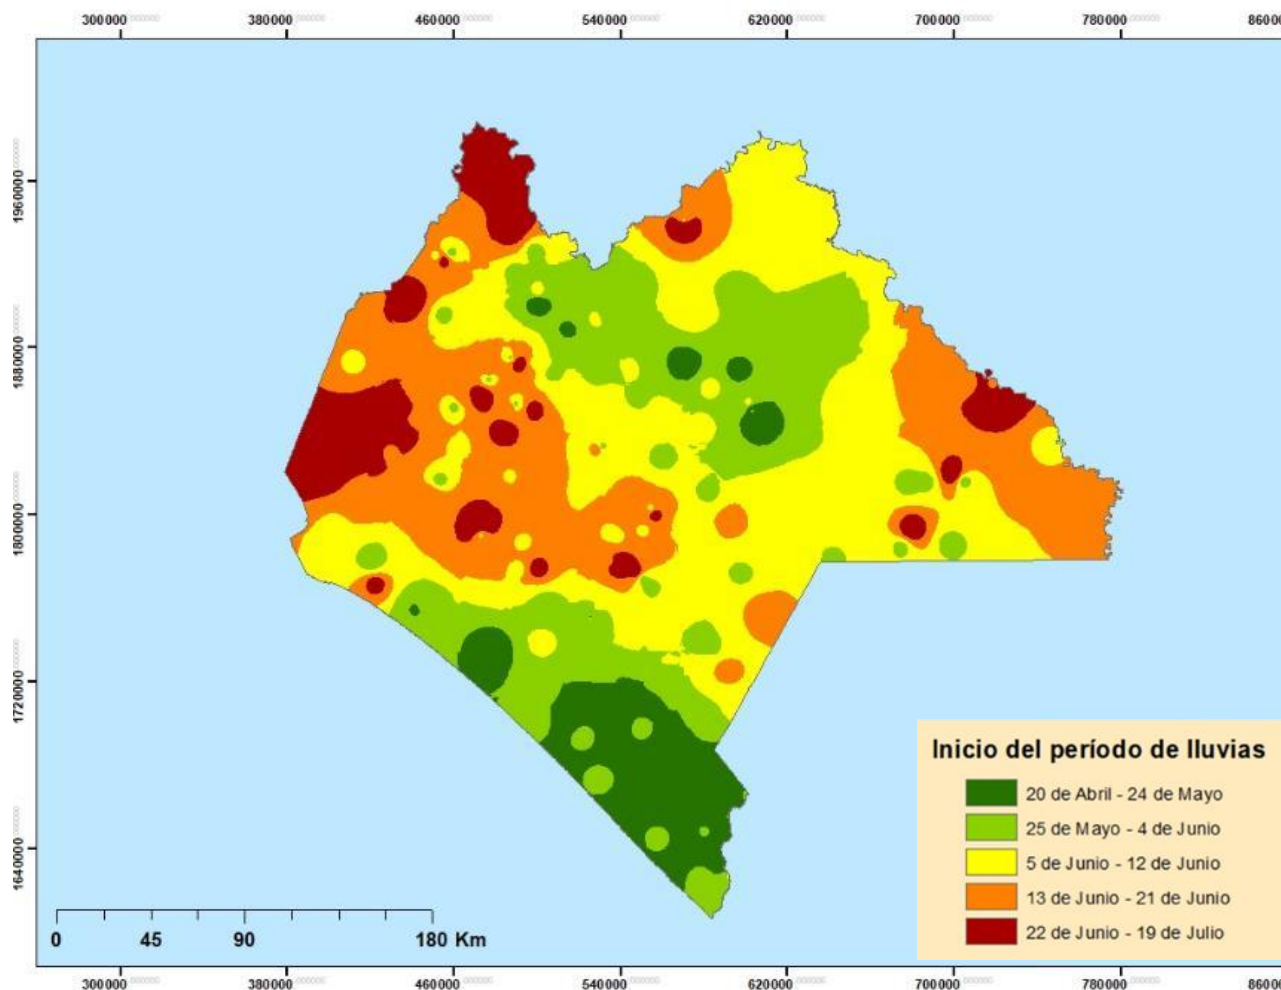 300000 380000 460000 540000 620000 700000 780000 8600
1960000
1880000
1800000
1720000
1640000
Inicio del período de lluvias
20 de Abril - 24 de Mayo
25 de Mayo - 4 de Junio
5 de Junio - 12 de Junio
13 de Junio - 21 de Junio
22 de Junio - 19 de Julio
0 45 90 180 Km
300000 380000 460000 540000 620000 700000 780000 8600